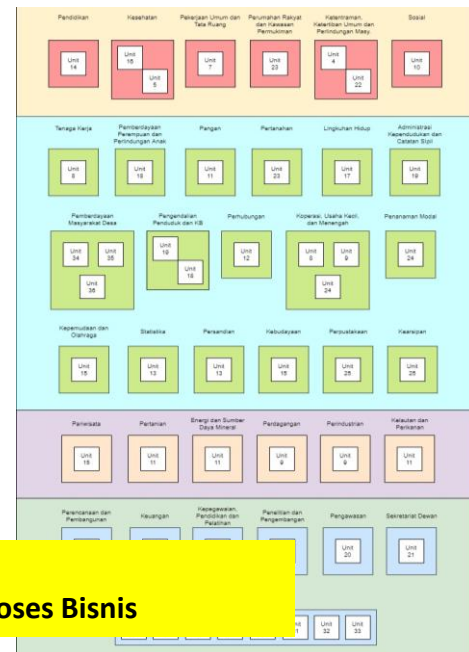 Pendidikan
Kesehatan
Pekerjaan Umum dan
Tata Ruang
Perumahan Rakyat
dan Kawasan
Permukiman
Ketentraman,
Ketertiban Umum dan
Perlindungan Masy.
Sosial
Unit
14
Unit
16
Unit
5
Unit
7
Unit
23
Unit
4
Unit
22
Unit
10
Tenaga Kerja
Pemberdayaan
Perempuan dan
Perlindungan Anak
Pangan
Pertanahan
Lingkuhan Hidup
Administrasi
Kependudukan dan
Catatan Sipil
Unit
8
Unit
18
Unit
11
Unit
23
Unit
17
Unit
19
Pemberdayaan
Masyarakat Desa
Pengendalian
Penduduk dan KB
Perhubungan
Koperasi, Usaha Kecil,
dan Menengah
Penanaman Modal
Unit
34
Unit
35
Unit
36
Unit
19
Unit
18
Unit
12
Unit
8
Unit
9
Unit
24
Unit
24
Kepemudaan dan
Olahraga
Statistika
Persandian
Kebudayaan
Perpustakaan
Kearsipan
Unit
15
Unit
13
Unit
13
Unit
15
Unit
25
Unit
25
Pariwisata
Pertanian
Energi dan Sumber
Daya Mineral
Perdagangan
Perindustrian
Kelautan dan
Perikanan
Unit
15
Unit
11
Unit
11
Unit
9
Unit
9
Unit
11
Perencanaan dan
Pembangunan
Keuangan
Kepegawaian,
Pendidikan dan
Pelatihan
Penelitian dan
Pengembangan
Pengawasan
Sekretariat Dewan
Unit
20
Unit
21
oses Bisnis
Unit
32
Unit
33